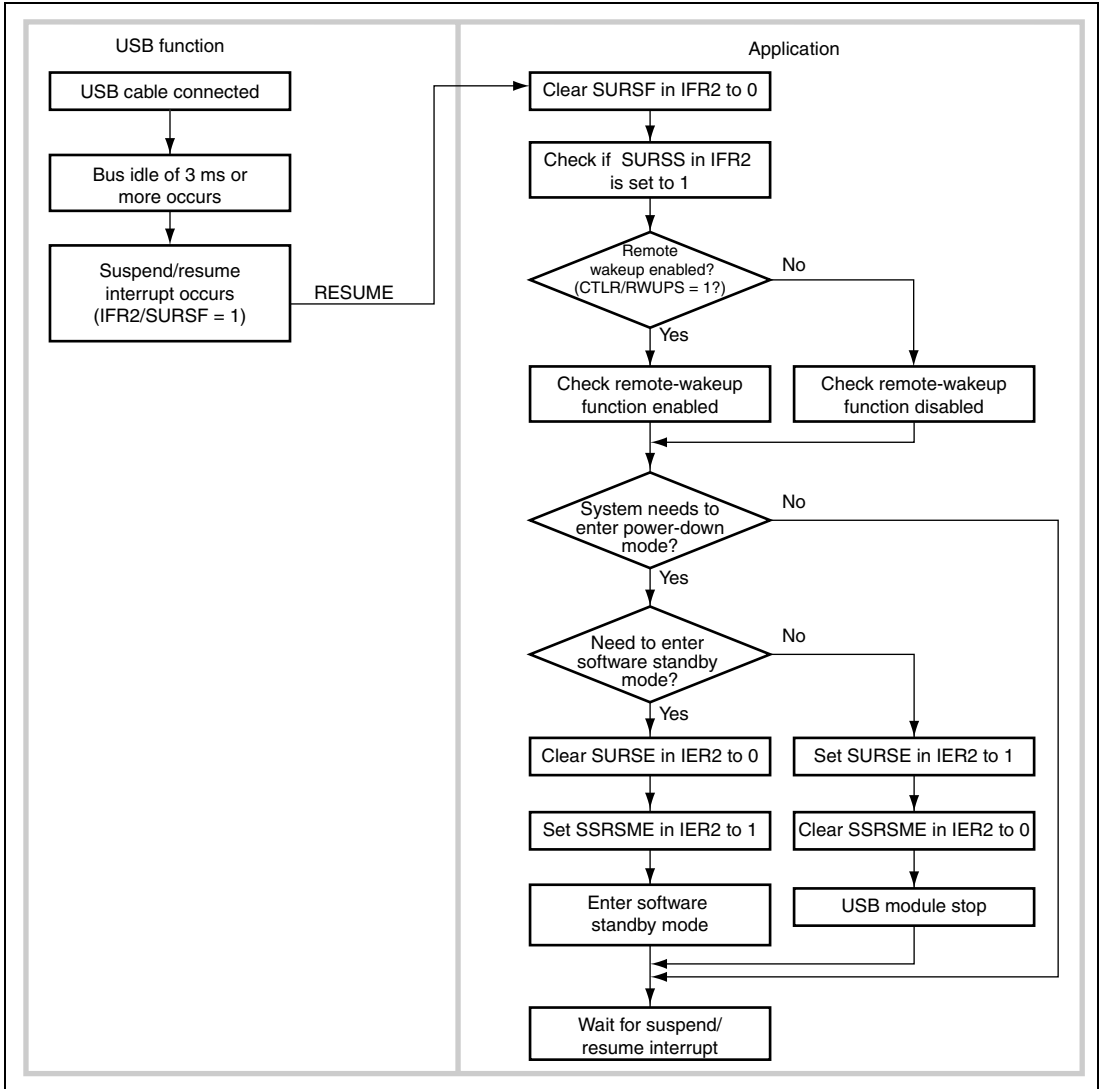 USB function
USB cable connected
Bus idle of 3 ms or
more occurs
Suspend/resume
interrupt occurs
(IFR2/SURSF = 1)
RESUME
Application
Clear SURSF in IFR2 to 0
Check if SURSS in IFR2
is set to 1
Remote
wakeup enabled?
(CTLR/RWUPS = 1?)
No
Yes
Check remote-wakeup
function enabled
Check remote-wakeup
function disabled
System needs to
enter power-down
mode?
No
Yes
Need to enter
software standby
mode?
No
Yes
Clear SURSE in IER2 to 0
Set SURSE in IER2 to 1
Set SSRSME in IER2 to 1
Clear SSRSME in IER2 to 0
Enter software
standby mode
USB module stop
Wait for suspend/
resume interrupt